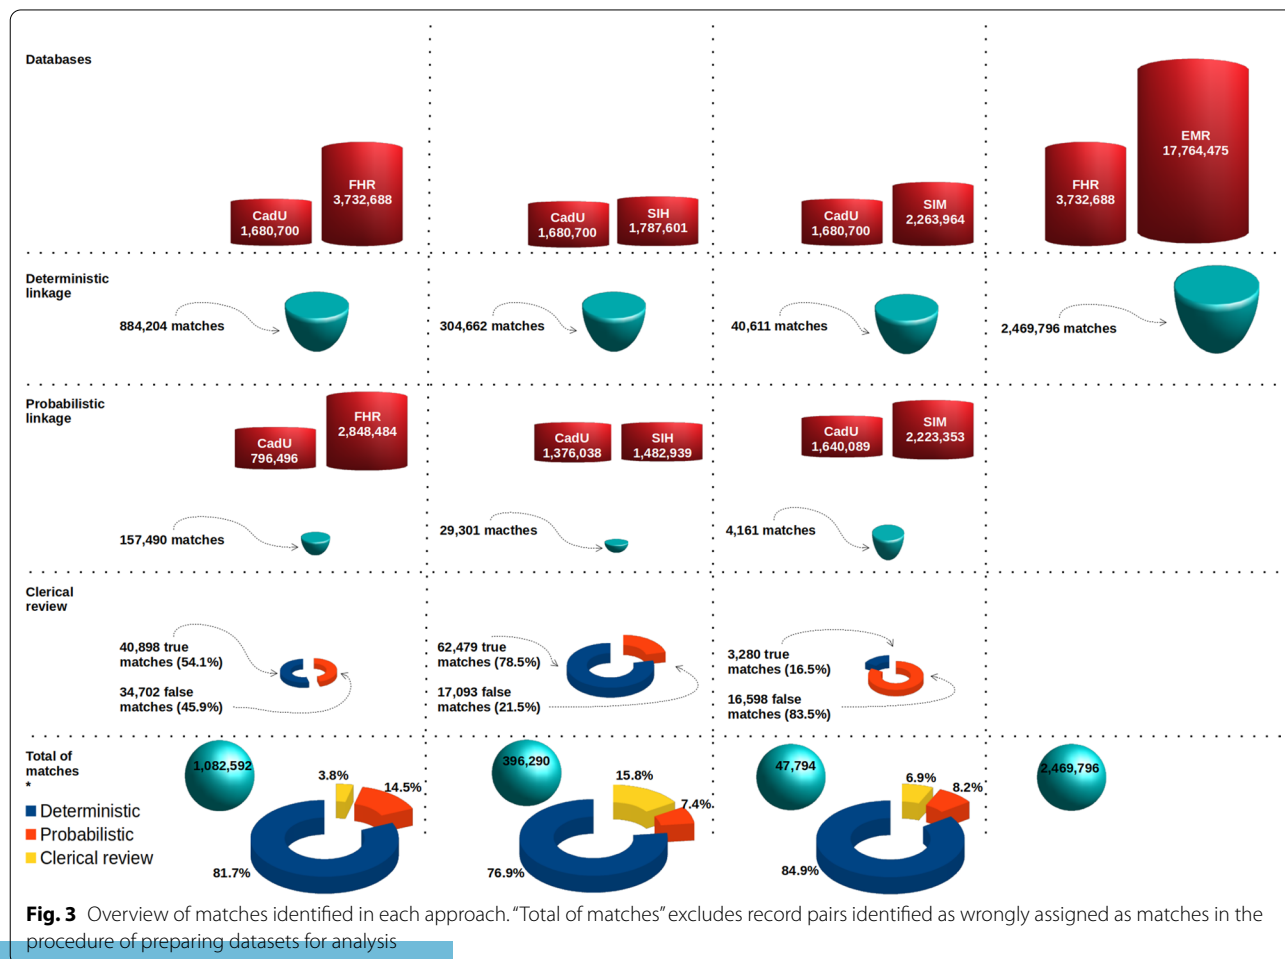 Databases
CadU
1,680,700
FHR
3,732,688
CadU
1,680,700
SIH
1,787,601
CadU
1,680,700
SIM
2,263,964
FHR
3,732,688
EMR
17,764,475
Deterministic
linkage
884,204 matches
304,662 matches
40,611 matches
2,469,796 matches
Probabilistic
linkage
CadU
796,496
FHR
2,848,484
CadU
1,376,038
SIH
1,482,939
CadU
1,640,089
SIM
2,223,353
157,490 matches
29,301 macthes
4,161 matches
Clerical
review
40,898 true
matches (54.1%)
34,702 false
matches (45.9%)
62,479 true
matches (78.5%)
17,093 false
matches (21.5%)
3,280 true
matches (16.5%)
16,598 false
matches (83.5%)
Total of
matches
*
1,082,592
3.8%
14.5%
81.7%
396,290
15.8%
7.4%
76.9%
47,794
6.9%
8.2%
84.9%
2,469,796
Deterministic
Probabilistic
Clerical review
Fig. 3 Overview of matches identified in each approach. “Total of matches” excludes record pairs identified as wrongly assigned as matches in the
procedure of preparing datasets for analysis